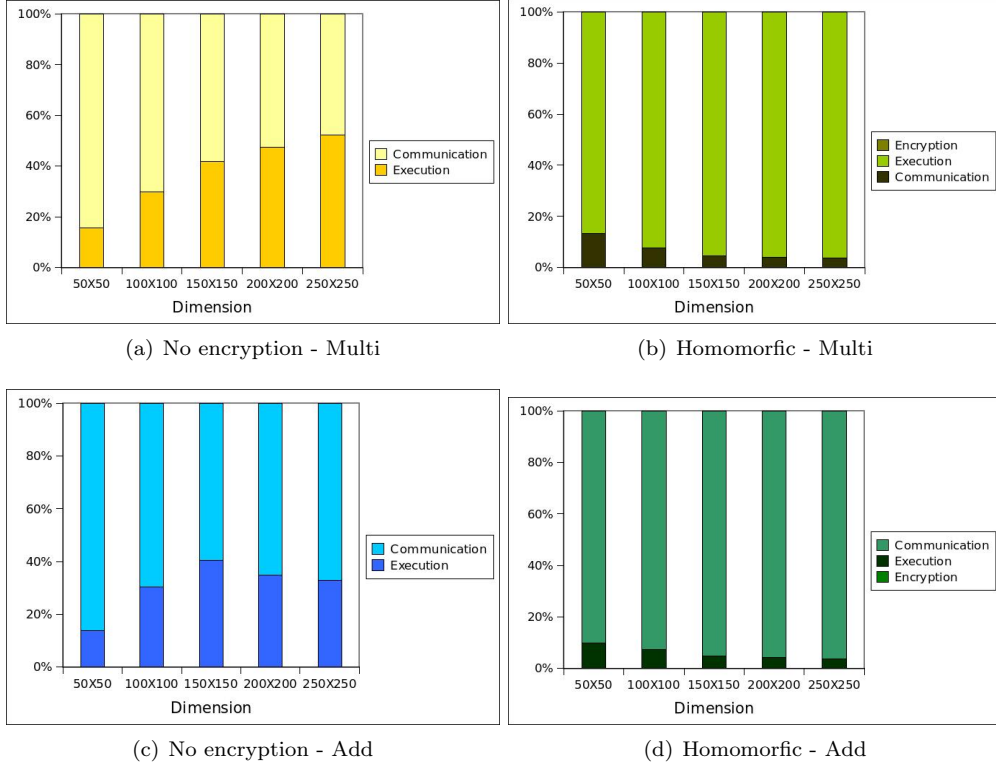 100%
80%
60%
40%
20%
0%
50X50 100X100 150X150 200X200 250X250
Dimension
Communication
Execution
(a) No encryption - Multi
100%
80%
60%
40%
20%
0%
50X50 100X100 150X150 200X200 250X250
Dimension
Encryption
Execution
Communication
(b) Homomorfic - Multi
100%
80%
60%
40%
20%
0%
50X50 100X100 150X150 200X200 250X250
Dimension
Communication
Execution
(c) No encryption - Add
100%
80%
60%
40%
20%
0%
50X50 100X100 150X150 200X200 250X250
Dimension
Communication
Execution
Encryption
(d) Homomorfic - Add